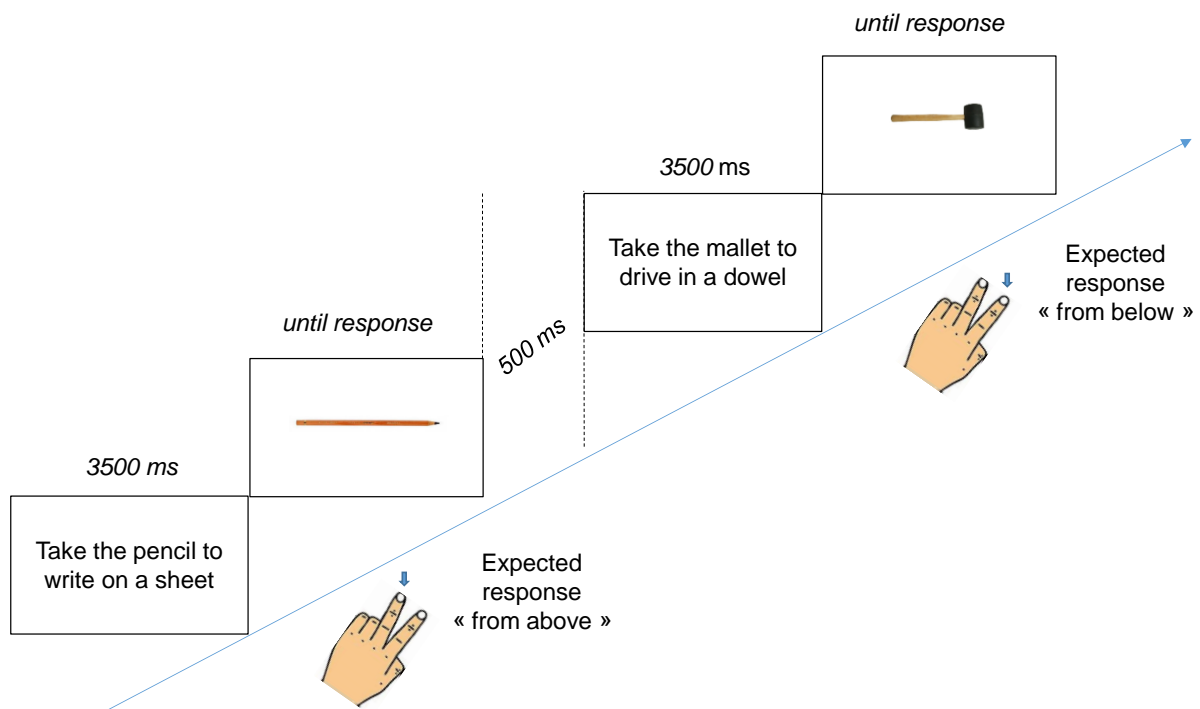 until response
3500 ms
Take the mallet to
drive in a dowel
Expected
response
« from below »
until response
500 ms
3500 ms
Take the pencil to
write on a sheet
Expected
response
« from above »